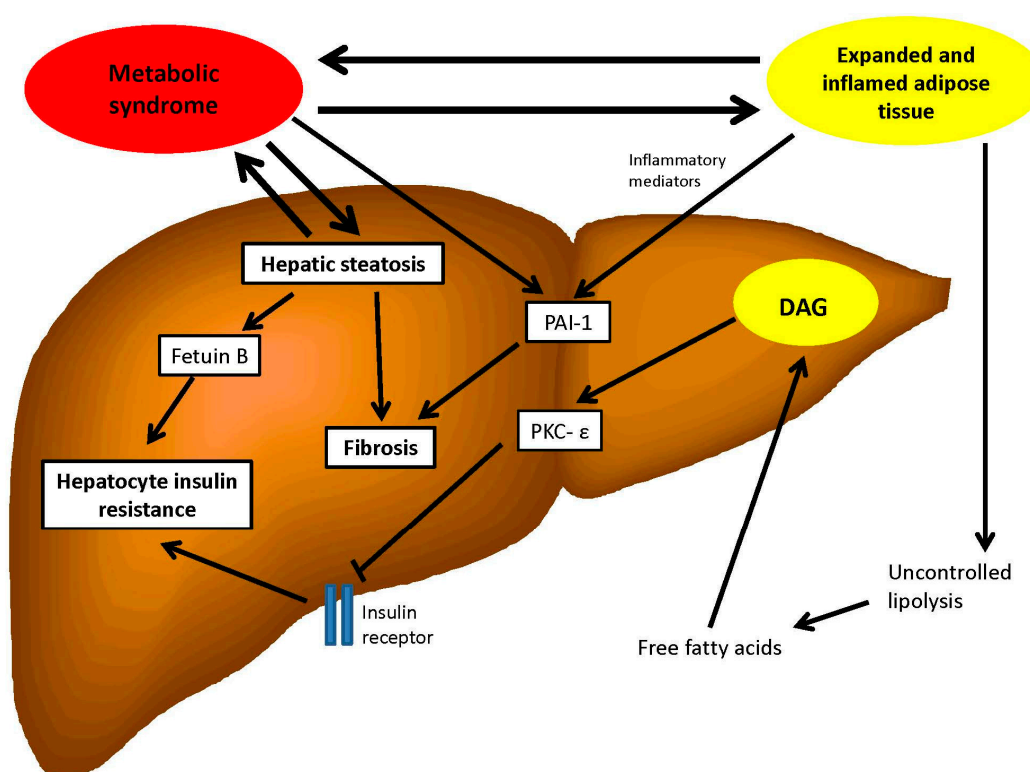 Metabolic
syndrome
Expanded and
inflamed adipose
tissue
Inflammatory
mediators
Hepatic steatosis
DAG
PAI-1
Fetuin B
PKC- ε
Fibrosis
Hepatocyte insulin
resistance
Uncontrolled
lipolysis
Insulin
receptor
Free fatty acids